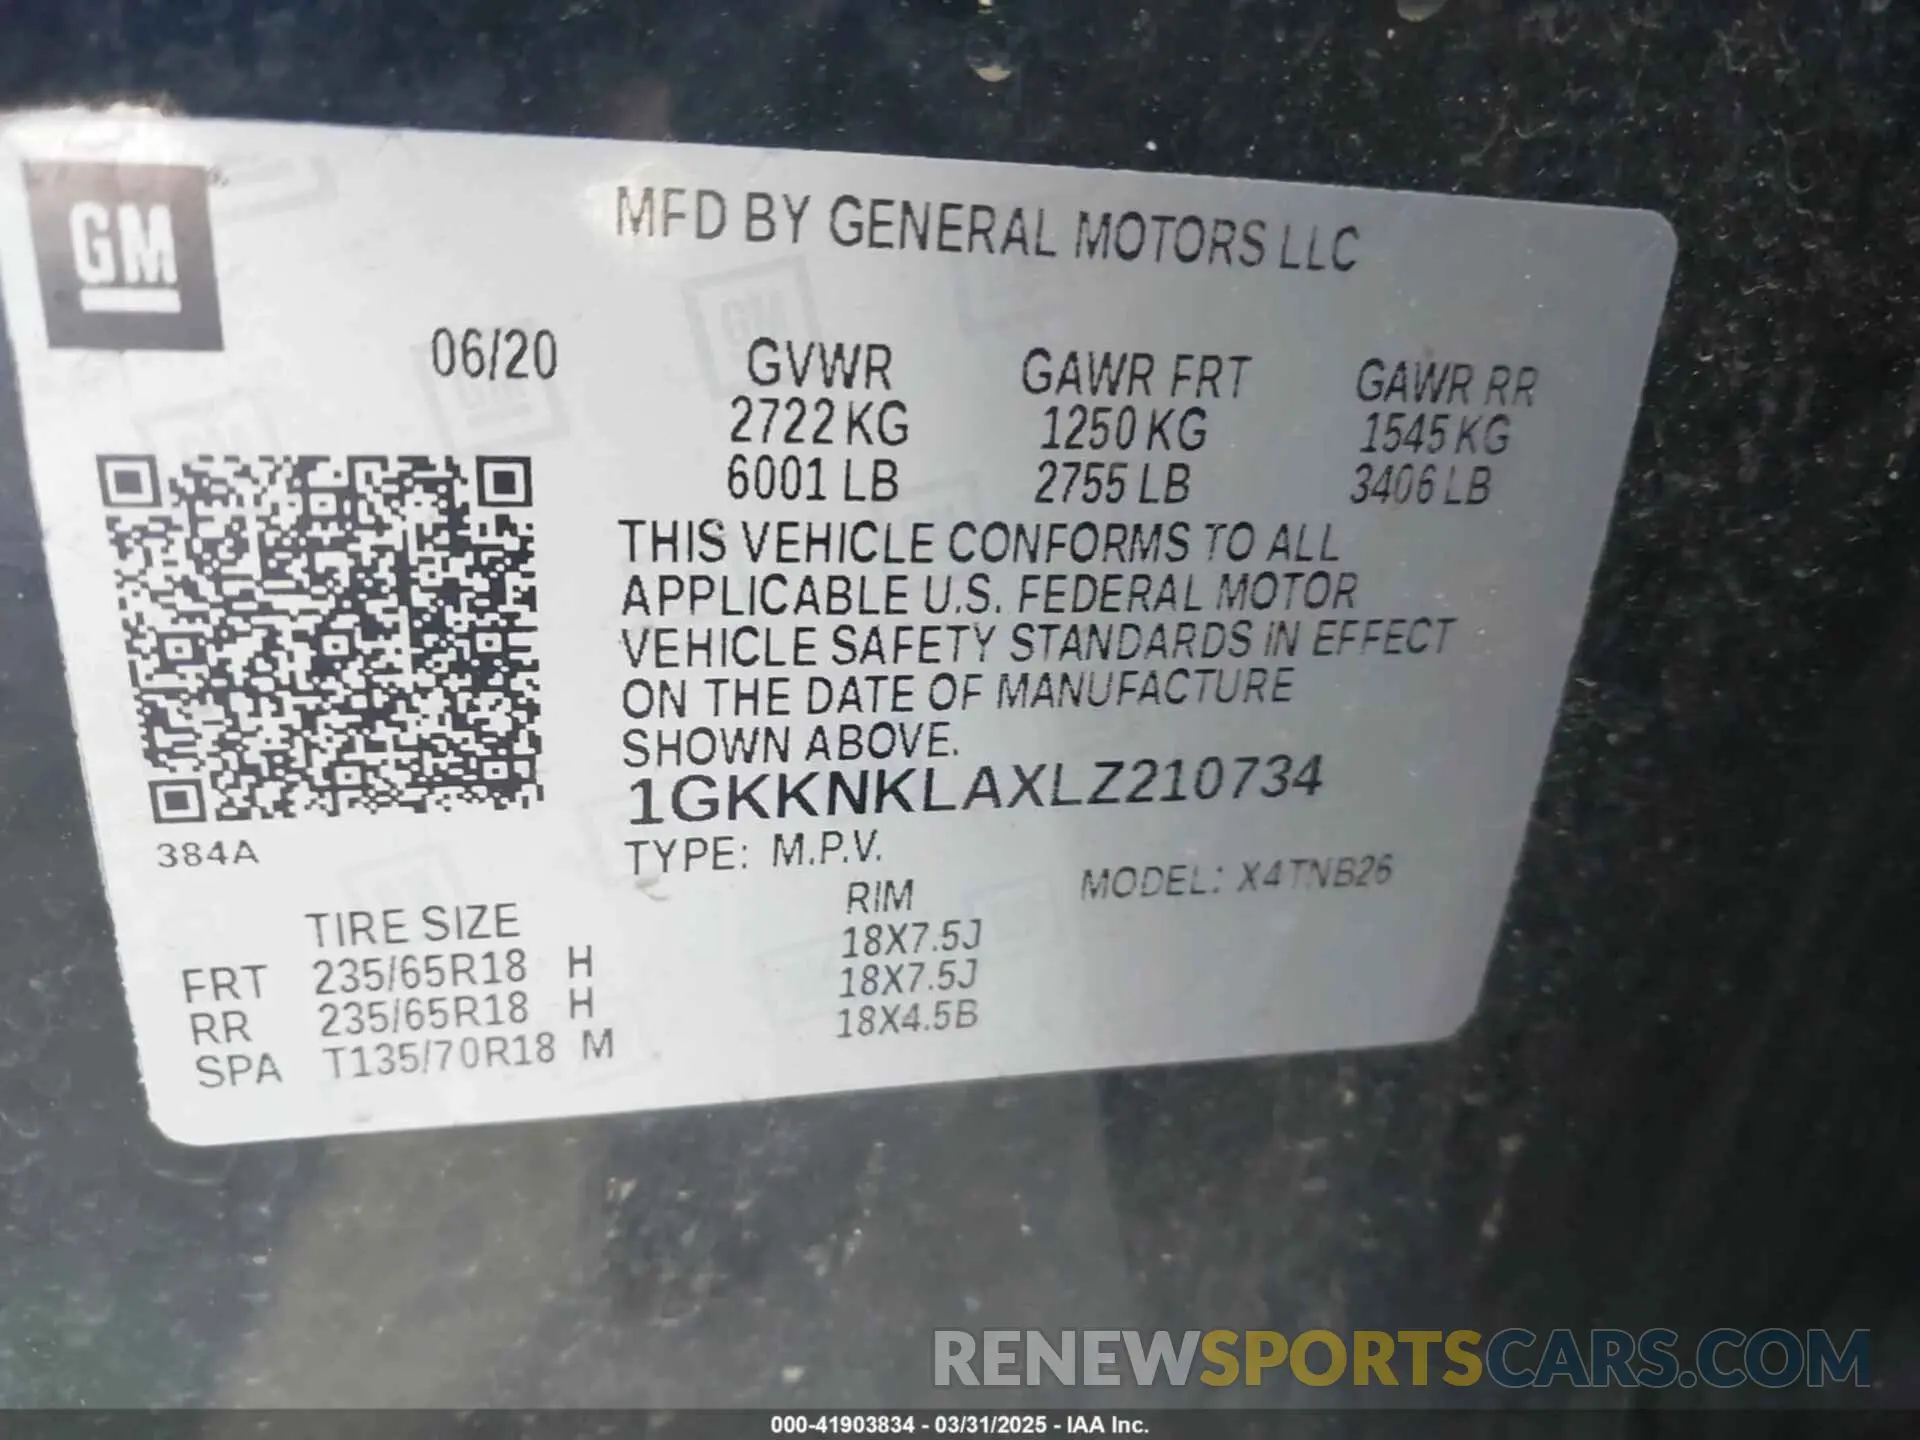 GM
MFD BY GENERAL MOTORS LLC
06/20
GVWR GAWR FRT GAWR RR
2722 KG 1250 KG 1545 KG
6001 LB 2755 LB 3406 LB
THIS VEHICLE CONFORMS TO ALL
APPLICABLE U.S. FEDERAL MOTOR
VEHICLE SAFETY STANDARDS IN EFFECT
ON THE DATE OF MANUFACTURE
SHOWN ABOVE.
1GKKNKLAXLZ210734
384A
TYPE: M.P.V. MODEL: X4TNB26
TIRE SIZE RIM
FRT 235/65R18 H 18X7.5J
RR 235/65R18 H 18X7.5J
SPA T135/70R18 M 18X4.5B
RENEWSPORTSCARS.COM
000-41903834 - 03/31/2025 - IAA Inc.